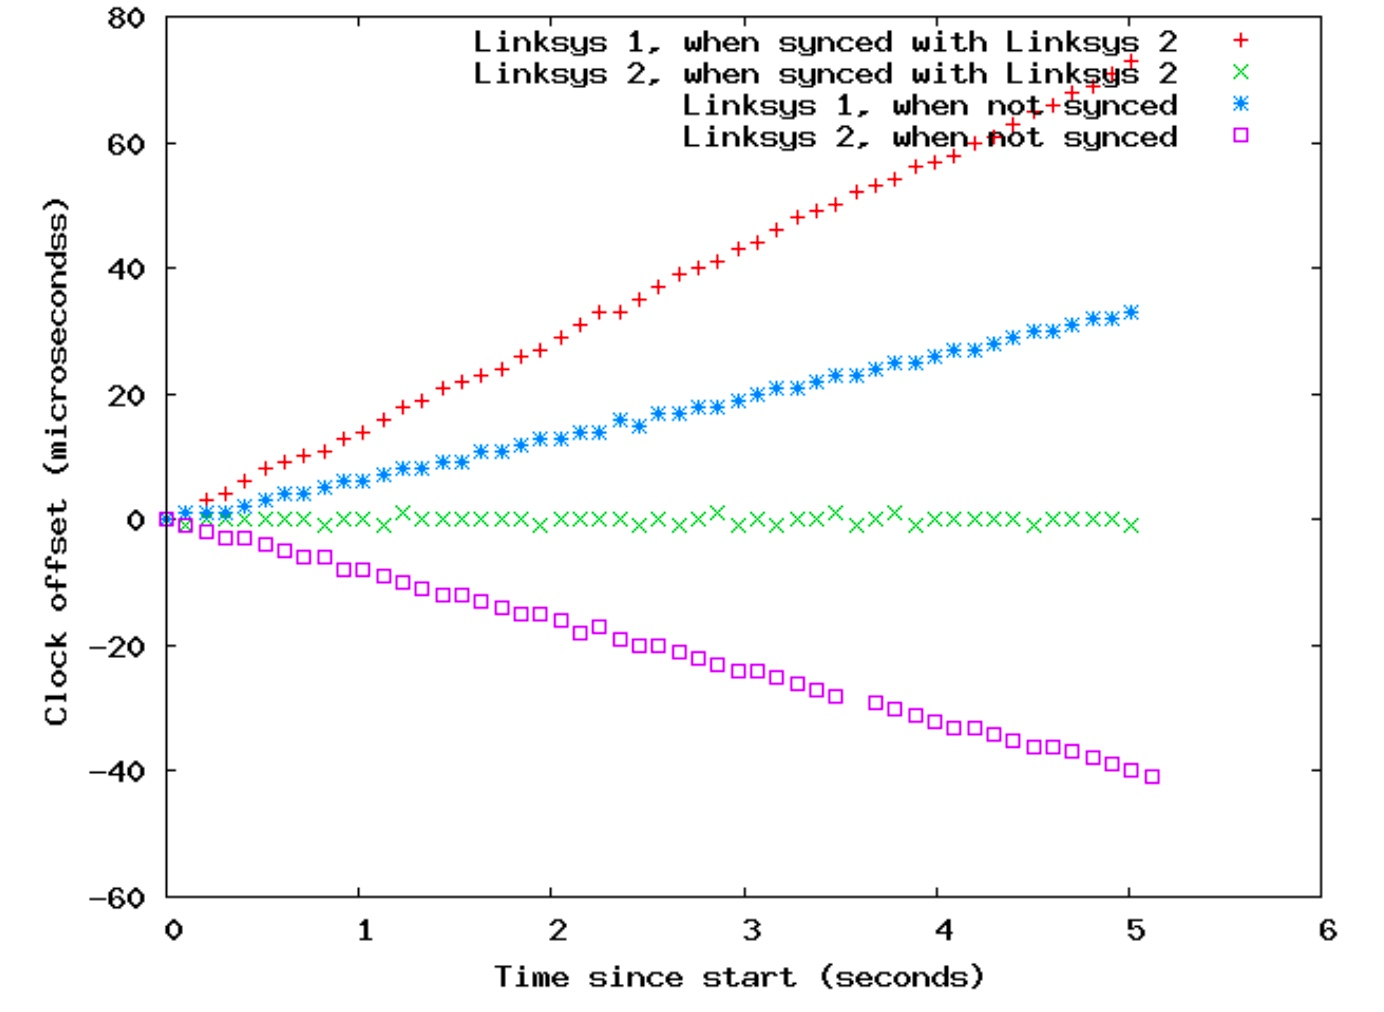 80
Linksys 1, when synced with Linksys 2
Linksys 2, when synced with Linksys 2
Linksys 1, when not synced
Linksys 2, when not synced
60
40
20
0
-20
-40
-60
Clock offset (microsecondss)
0 1 2 3 4 5 6
Time since start (seconds)